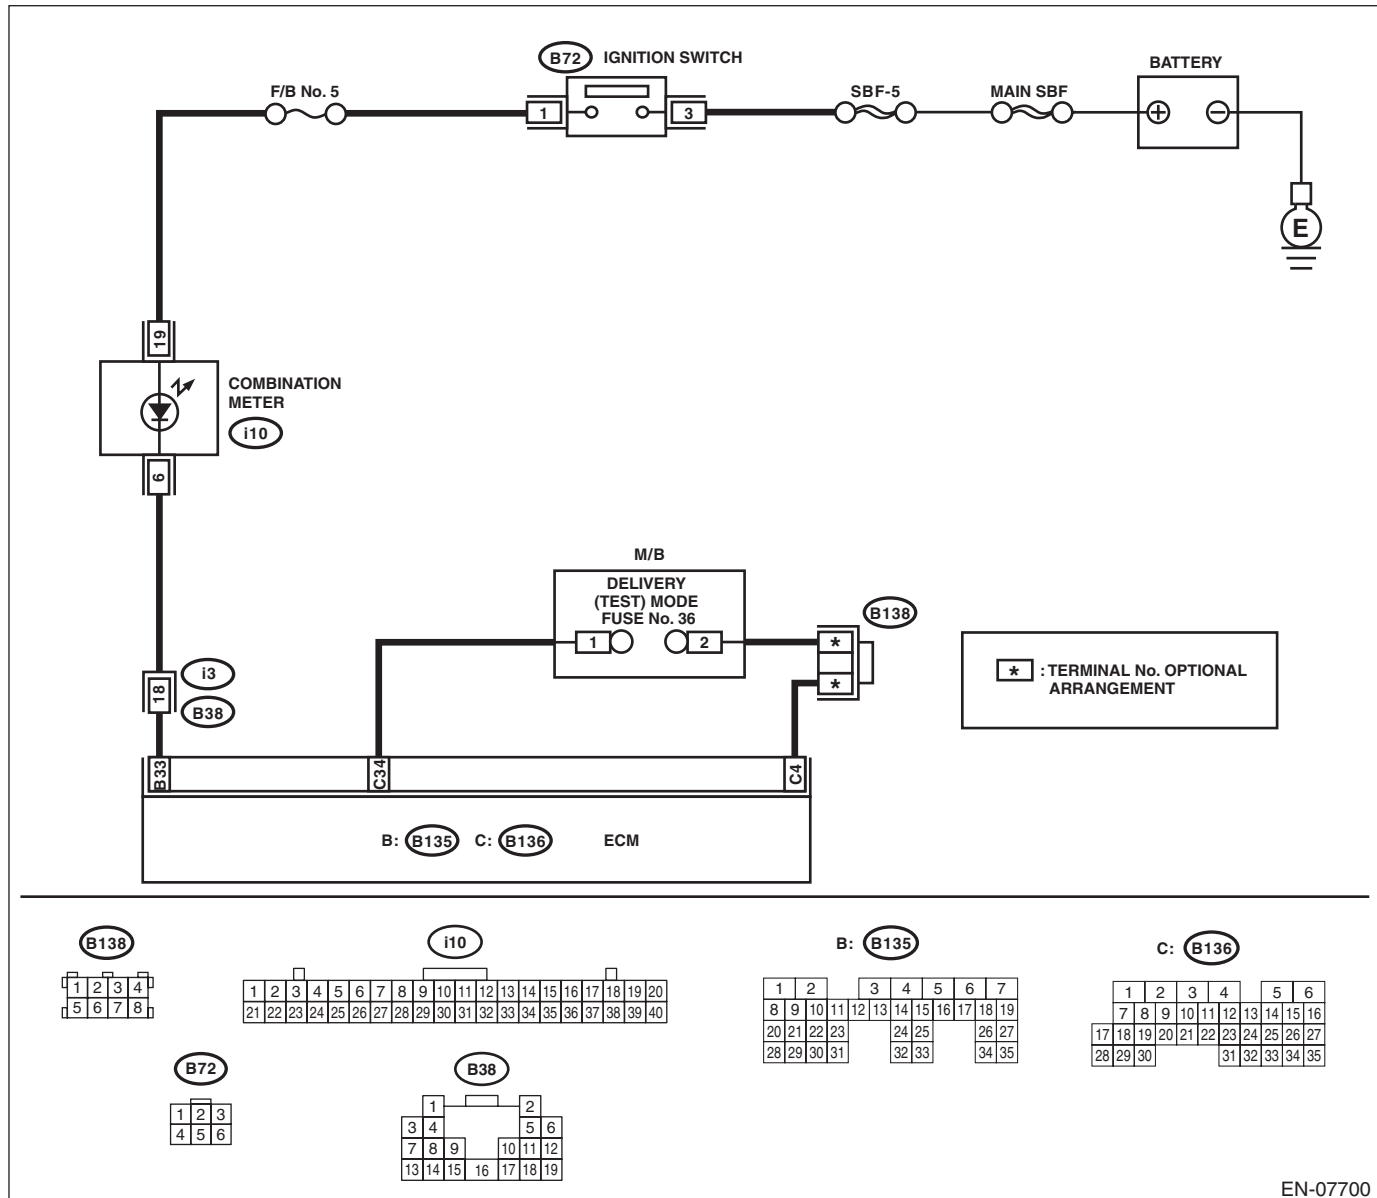 B72 IGNITION SWITCH
BATTERY
F/B No. 5
SBF-5
MAIN SBF
1
3
E
19
COMBINATION
METER
i10
6
M/B
DELIVERY
(TEST) MODE
FUSE No. 36
1
2
B138
*
*
* : TERMINAL No. OPTIONAL
ARRANGEMENT
i3
18
B38
B33
C34
C4
B: B135 C: B136 ECM
B138
1 2 3 4
5 6 7 8
i10
1 2 3 4 5 6 7 8 9 10 11 12 13 14 15 16 17 18 19 20
21 22 23 24 25 26 27 28 29 30 31 32 33 34 35 36 37 38 39 40
B: B135
1 2 3 4 5 6 7
8 9 10 11 12 13 14 15 16 17 18 19
20 21 22 23 24 25 26 27
28 29 30 31 32 33 34 35
C: B136
1 2 3 4 5 6
7 8 9 10 11 12 13 14 15 16
17 18 19 20 21 22 23 24 25 26 27
28 29 30 31 32 33 34 35
B72
1 2 3
4 5 6
B38
1 2
3 4 5 6
7 8 9 10 11 12
13 14 15 16 17 18 19
EN-07700